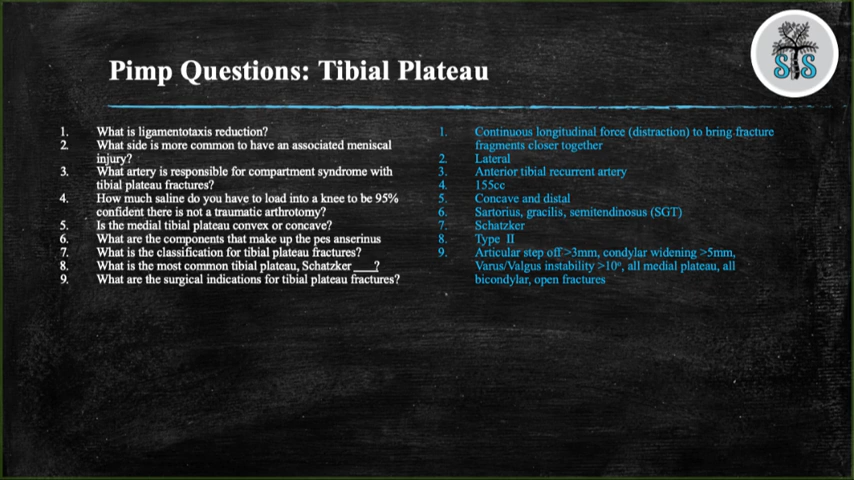 Pimp Questions: Tibial Plateau
STS
1. What is ligamentotaxis reduction?
2. What side is more common to have an associated meniscal
injury?
3. What artery is responsible for compartment syndrome with
tibial plateau fractures?
4. How much saline do you have to load into a knee to be 95%
confident there is not a traumatic arthrotomy?
5. Is the medial tibial plateau convex or concave?
6. What are the components that make up the pes anserinus
7. What is the classification for tibial plateau fractures?
8. What is the most common tibial plateau, Schatzker ___?
9. What are the surgical indications for tibial plateau fractures?
1. Continuous longitudinal force (distraction) to bring fracture
fragments closer together
2. Lateral
3. Anterior tibial recurrent artery
4. 155cc
5. Concave and distal
6. Sartorius, gracilis, semitendinosus (SGT)
7. Schatzker
8. Type II
9. Articular step off >3mm, condylar widening >5mm,
Varus/Valgus instability >10º, all medial plateau, all
bicondylar, open fractures